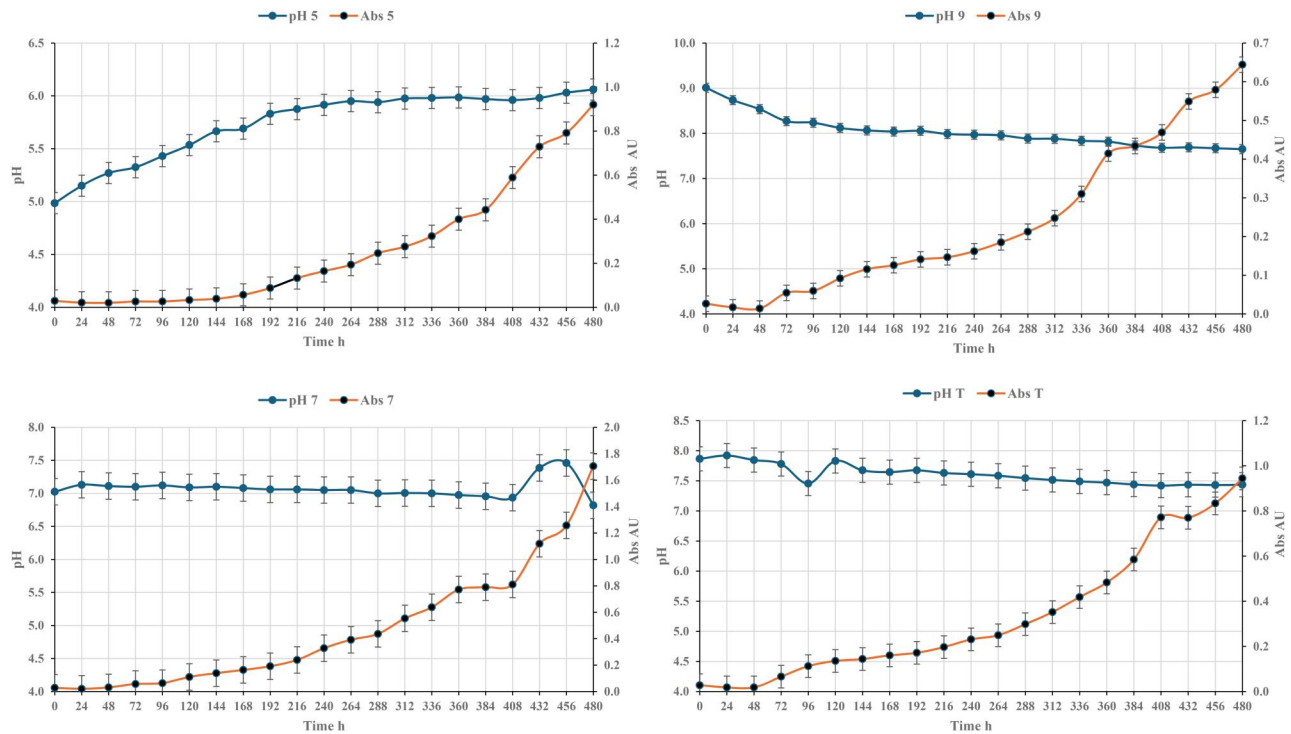 pH 5 Abs 5
6.5 6.0 5.5 5.0 4.5 4.0
pH
1.2 1.0 0.8 0.6 0.4 0.2 0.0
Abs AU
0 24 48 72 96 120 144 168 192 216 240 264 288 312 336 360 384 408 432 456 480
Time h
pH 9 Abs 9
10.0 9.0 8.0 7.0 6.0 5.0 4.0
pH
0.7 0.6 0.5 0.4 0.3 0.2 0.1 0.0
Abs AU
0 24 48 72 96 120 144 168 192 216 240 264 288 312 336 360 384 408 432 456 480
Time h
pH 7 Abs 7
8.0 7.5 7.0 6.5 6.0 5.5 5.0 4.5 4.0
pH
2.0 1.8 1.6 1.4 1.2 1.0 0.8 0.6 0.4 0.2 0.0
Abs AU
0 24 48 72 96 120 144 168 192 216 240 264 288 312 336 360 384 408 432 456 480
Time h
pH T Abs T
8.5 8.0 7.5 7.0 6.5 6.0 5.5 5.0 4.5 4.0
pH
1.2 1.0 0.8 0.6 0.4 0.2 0.0
Abs AU
0 24 48 72 96 120 144 168 192 216 240 264 288 312 336 360 384 408 432 456 480
Time h